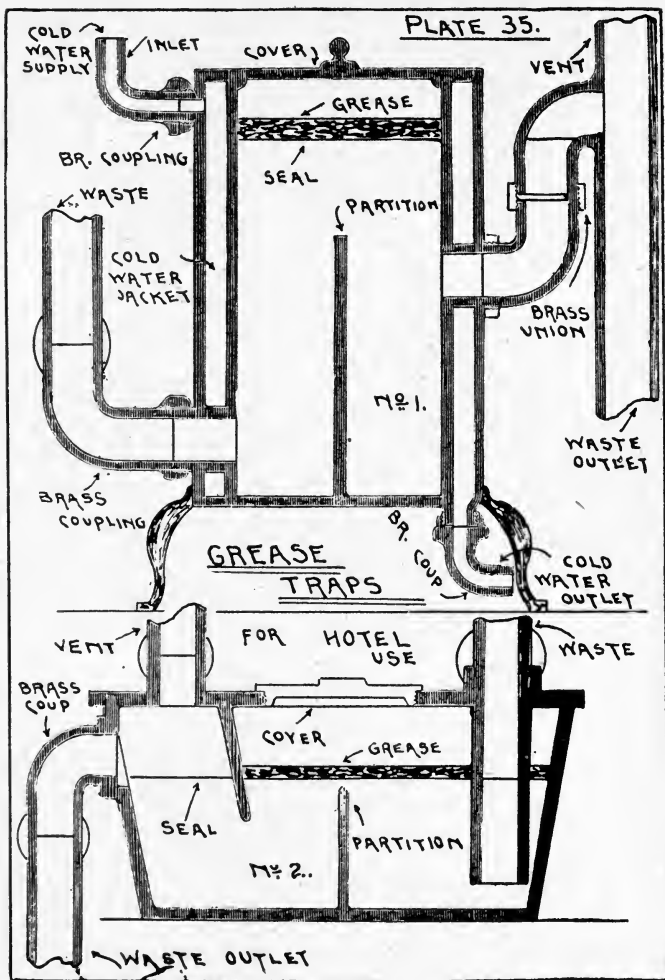 PLATE 35.
COLD
WATER
SUPPLY
INLET
COVER
VENT
GREASE
BR. COUPLING
SEAL
WASTE
PARTITION
COLD
WATER
JACKET
BRASS
UNION
No 1.
WASTE
OUTLET
BRASS
COUPLING
BR. COUP
GREASE
TRAPS
COLD
WATER
OUTLET
VENT
FOR HOTEL
USE
WASTE
BRASS
COUP
COVER
GREASE
SEAL
PARTITION
No 2..
WASTE OUTLET